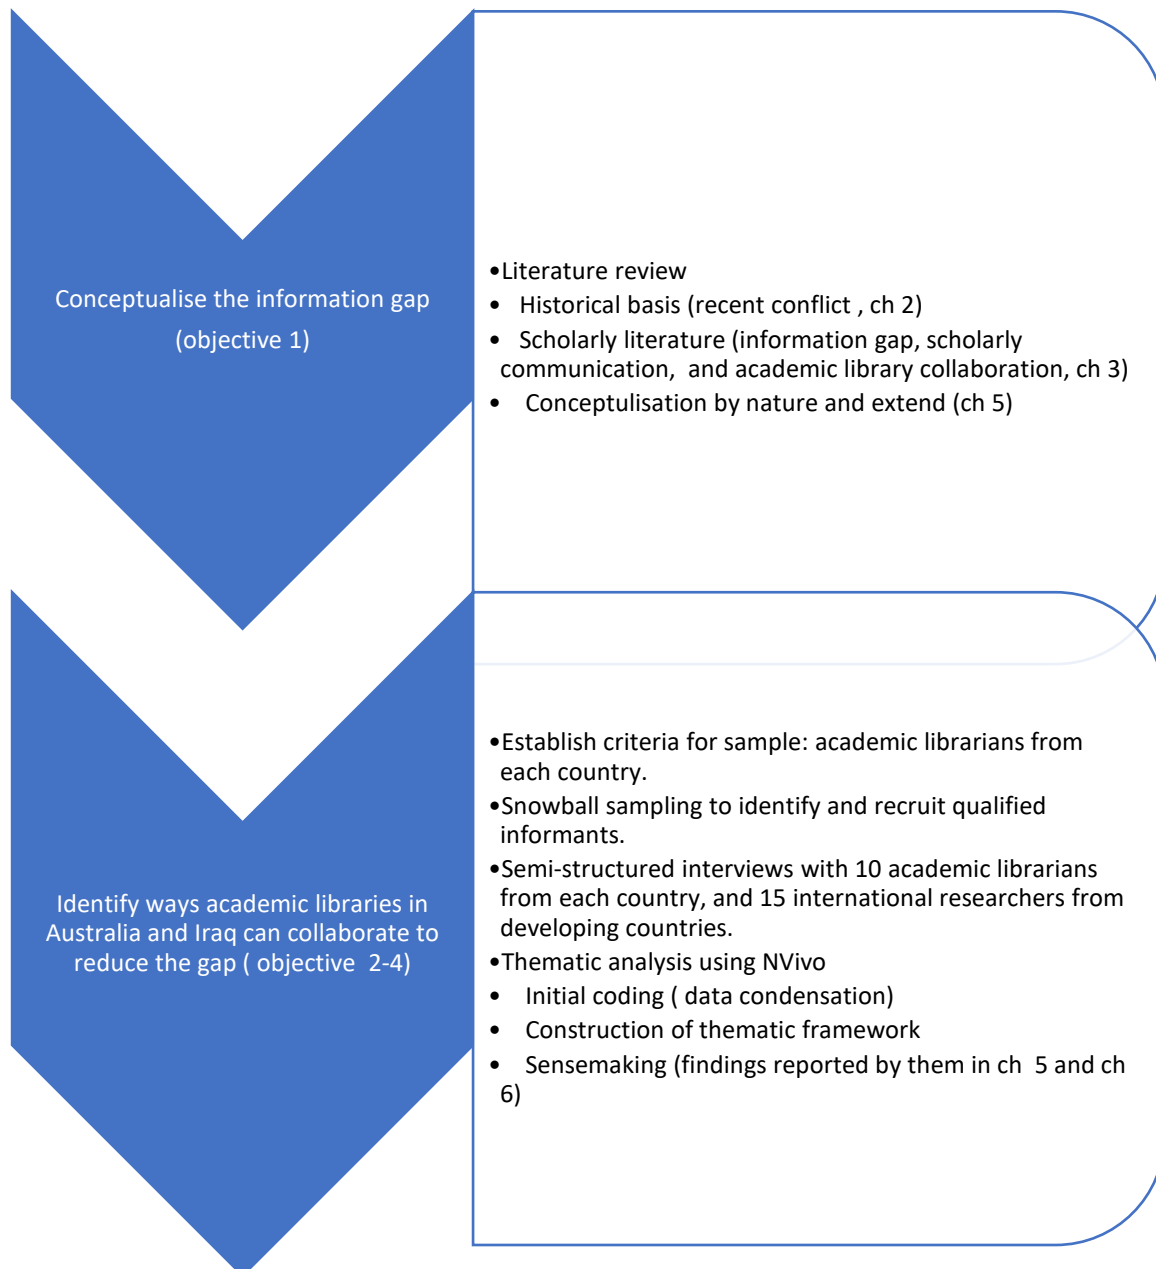 Conceptualise the information gap
(objective 1)
•Literature review
• Historical basis (recent conflict , ch 2)
• Scholarly literature (information gap, scholarly
communication, and academic library collaboration, ch 3)
• Conceptulisation by nature and extend (ch 5)
Identify ways academic libraries in
Australia and Iraq can collaborate to
reduce the gap ( objective 2-4)
•Establish criteria for sample: academic librarians from
each country.
•Snowball sampling to identify and recruit qualified
informants.
•Semi-structured interviews with 10 academic librarians
from each country, and 15 international researchers from
developing countries.
•Thematic analysis using NVivo
• Initial coding ( data condensation)
• Construction of thematic framework
• Sensemaking (findings reported by them in ch 5 and ch
6)